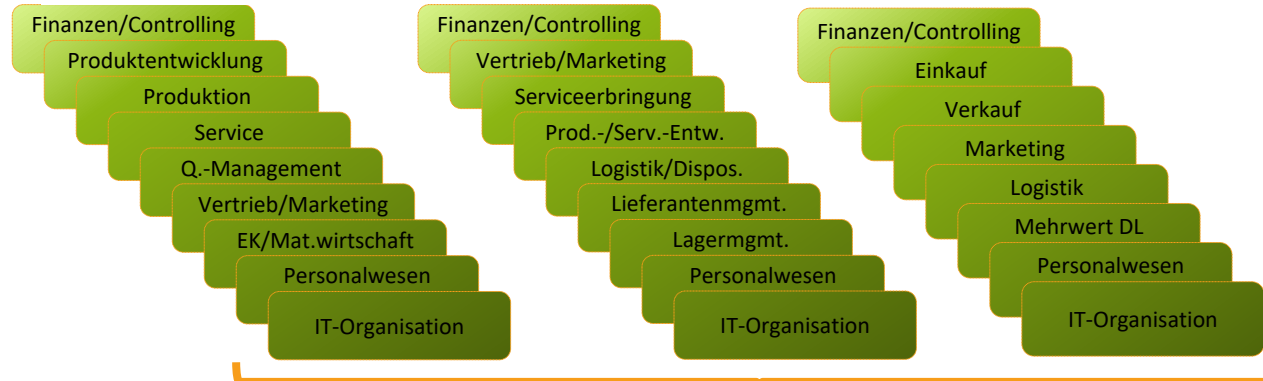 Finanzen/Controlling
Produktentwicklung
Produktion
Service
Q.-Management
Vertrieb/Marketing
EK/Mat.wirtschaft
Personalwesen
IT-Organisation
Finanzen/Controlling
Vertrieb/Marketing
Serviceerbringung
Prod.-/Serv.-Entw.
Logistik/Dispos.
Lieferantenmgmt.
Lagermgmt.
Personalwesen
IT-Organisation
Finanzen/Controlling
Einkauf
Verkauf
Marketing
Logistik
Mehrwert DL
Personalwesen
IT-Organisation